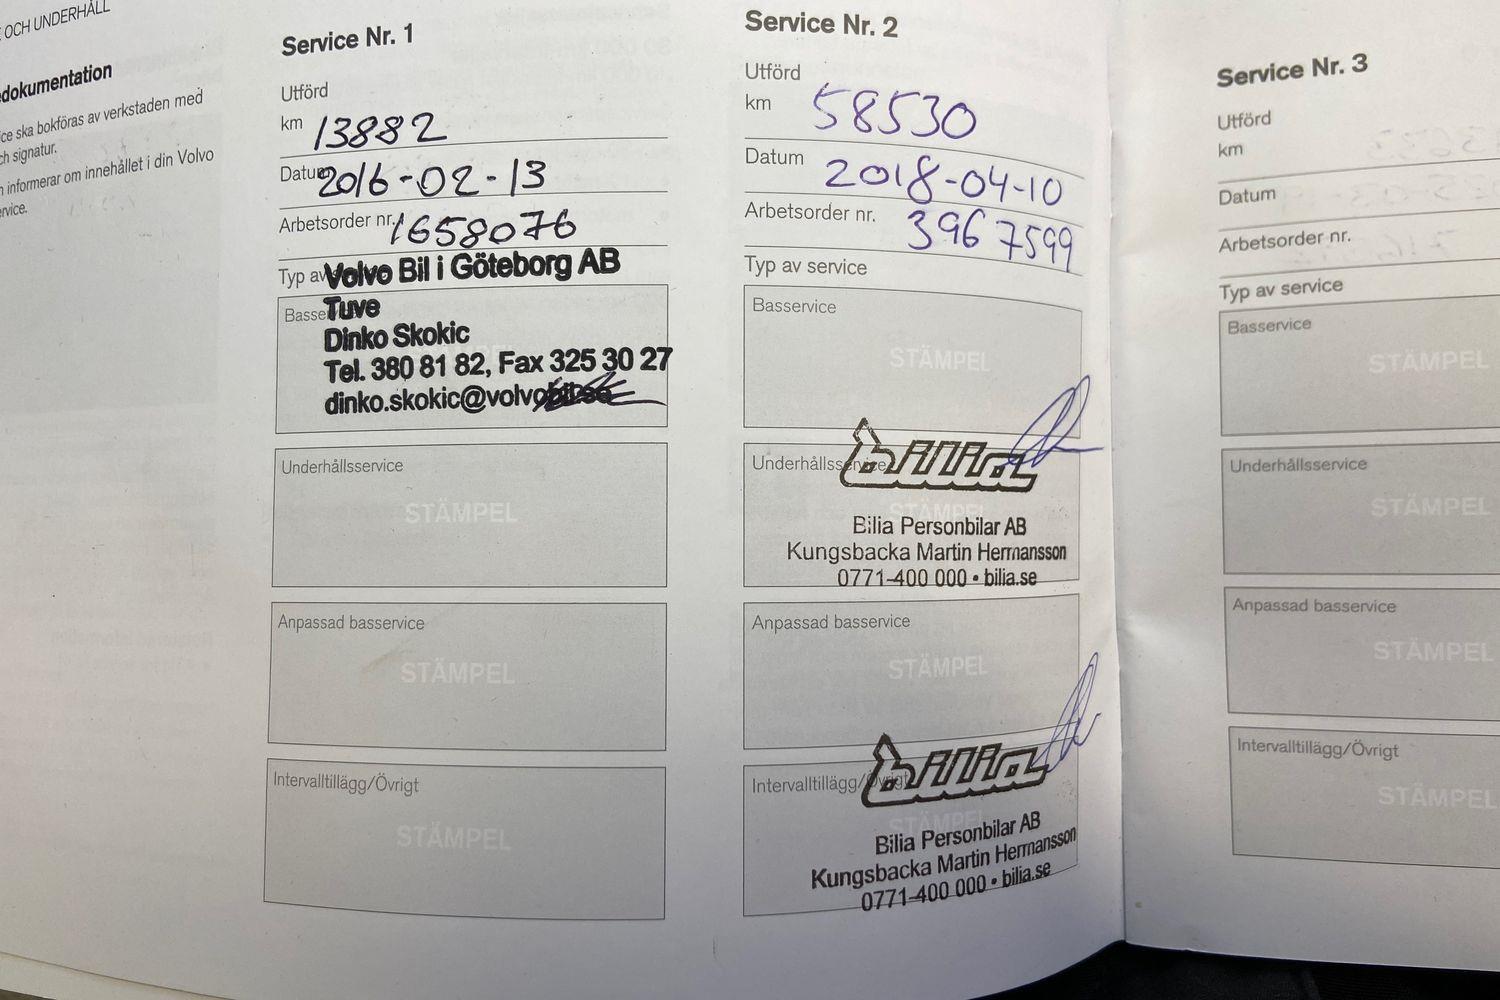 OCH UNDERHÅLL
dokumentation
ska bokföras av verkstaden med
signatur.
informerar om innehållet i din Volvo
Service Nr. 1
Utförd
km 13882
Datum 2016-02-13
Arbetsorder nr. 1658076
Typ av
Volvo Bil i Göteborg AB
Tuve
Dinko Skokic
Tel. 380 81 82, Fax 325 30 27
dinko.skokic@volvobil.se
Underhållsservice
STÄMPEL
Anpassad basservice
STÄMPEL
Intervalltillägg/Övrigt
STÄMPEL
Service Nr. 2
Utförd
km 58530
Datum 2018-04-10
Arbetsorder nr. 3967599
Typ av service
Basservice
STÄMPEL
Underhållsservice
bilia
STÄMPEL
Bilia Personbilar AB
Kungsbacka Martin Hermansson
0771-400 000 • bilia.se
Anpassad basservice
STÄMPEL
Intervalltillägg/Övrigt
bilia
STÄMPEL
Bilia Personbilar AB
Kungsbacka Martin Hermansson
0771-400 000 • bilia.se
Service Nr. 3
Utförd
km
Datum
Arbetsorder nr.
Typ av service
Basservice
STÄMPEL
Underhållsservice
STÄMPEL
Anpassad basservice
STÄMPEL
Intervalltillägg/Övrigt
STÄMPEL